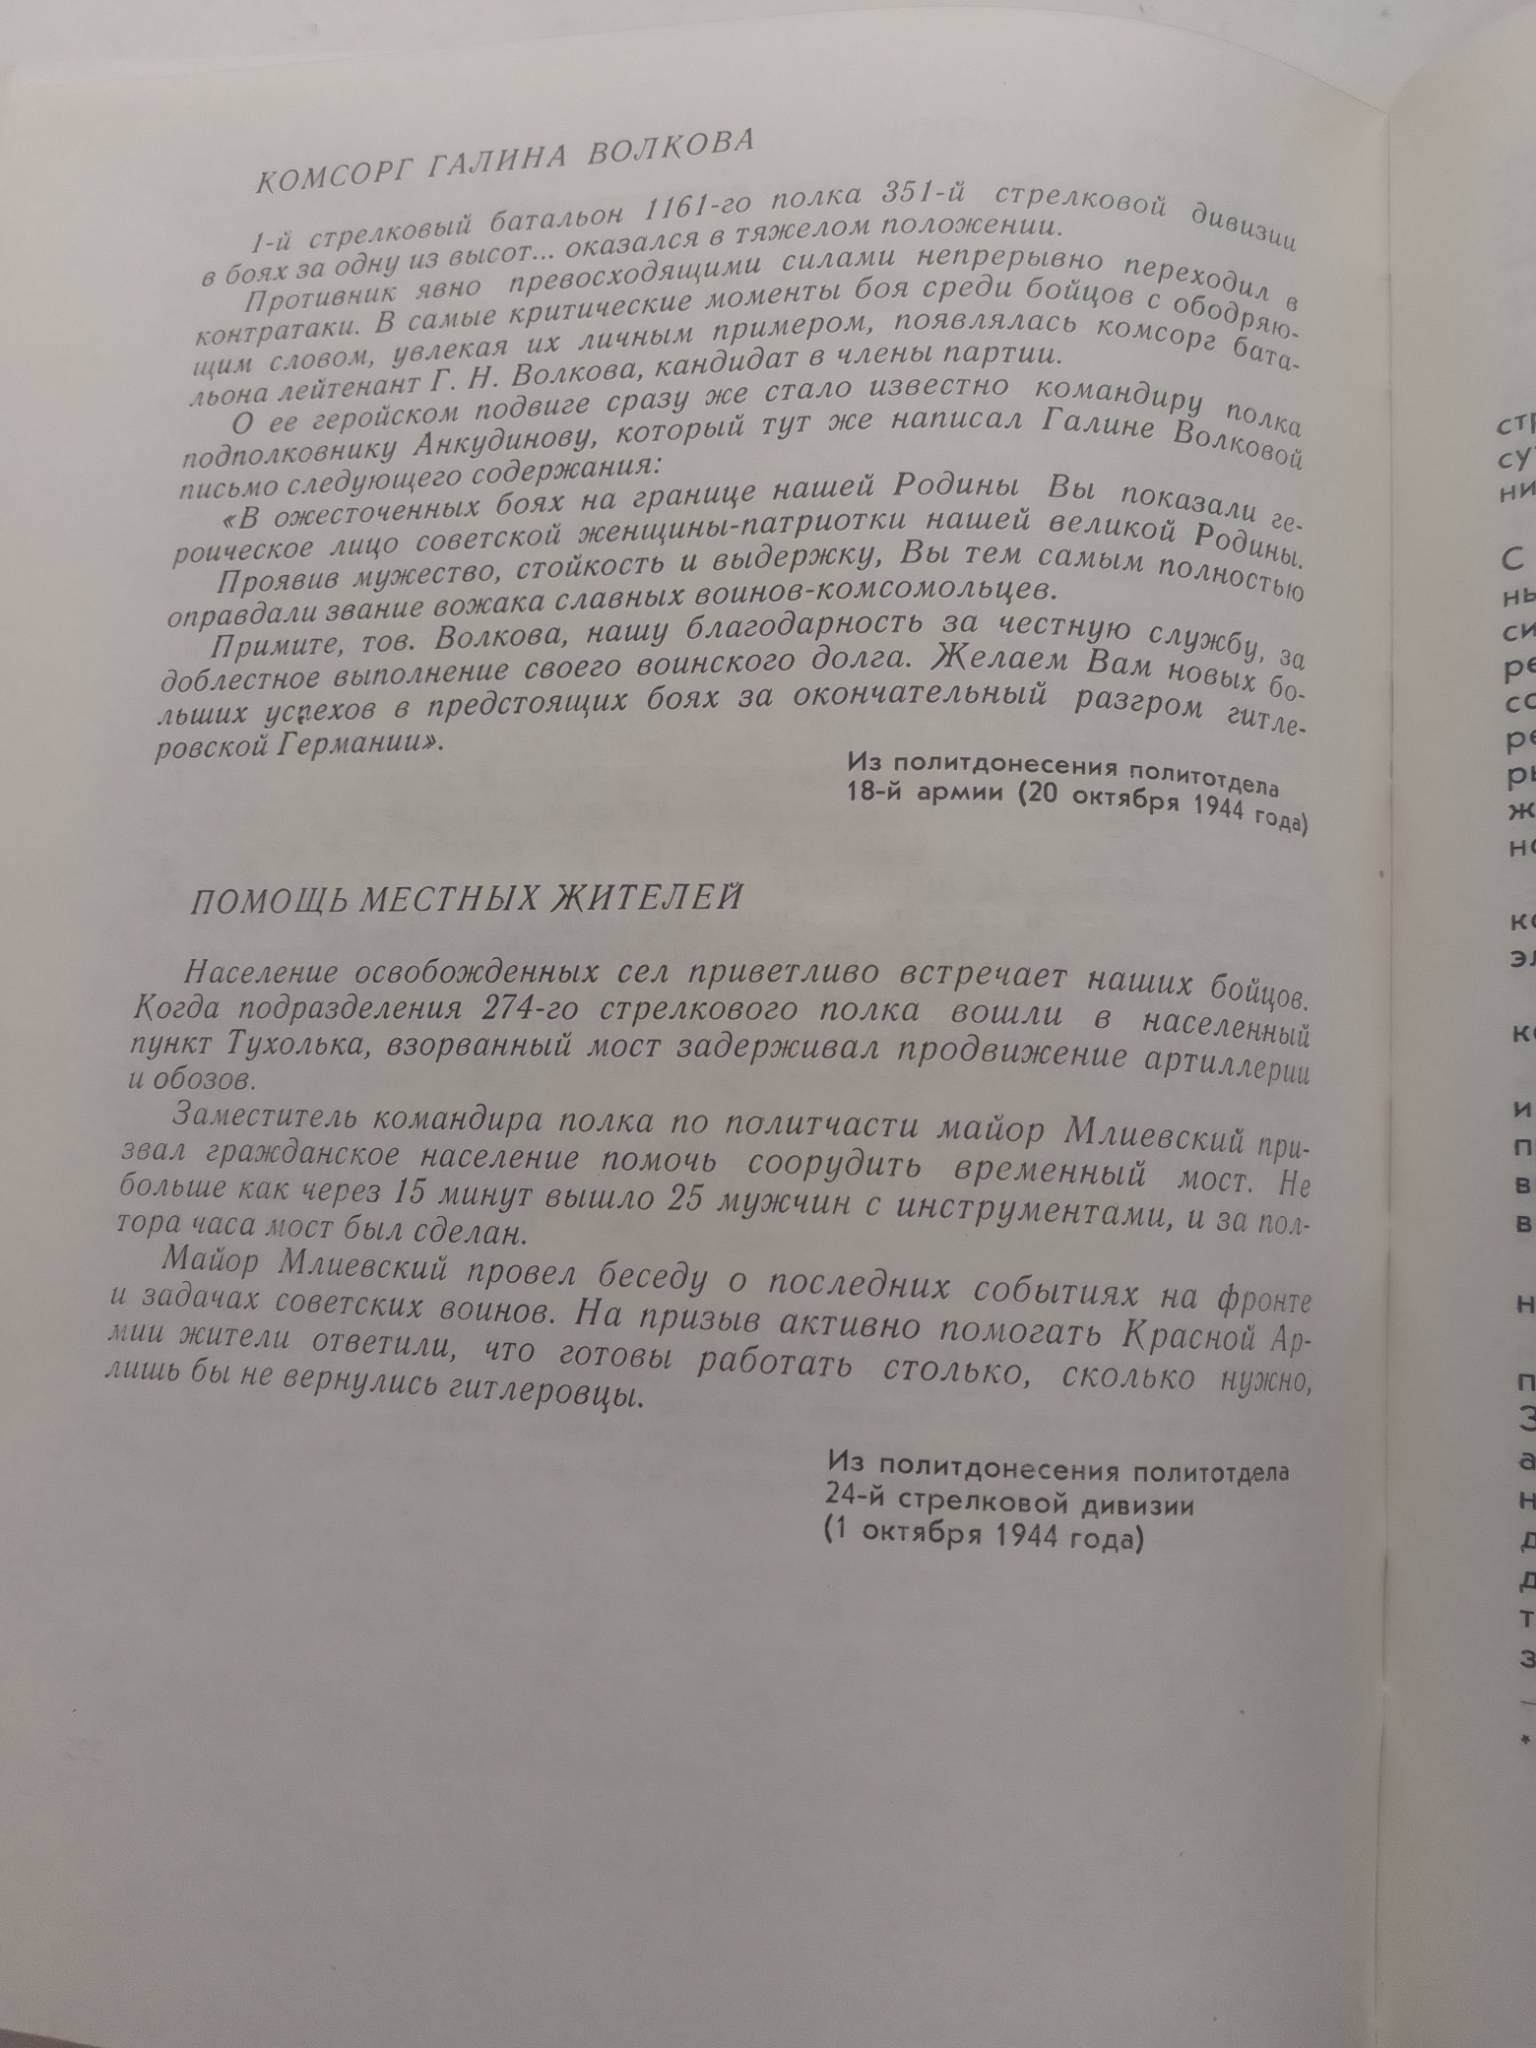 КОМСОРГ ГАЛИНА ВОЛКОВА
1-й стрелковый батальон 1161-го полка 351-й стрелковой дивизии
в боях за одну из высот... оказался в тяжелом положении.
Противник явно превосходящими силами непрерывно переходил в
контратаки. В самые критические моменты боя среди бойцов с ободряю-
щим словом, увлекая их личным примером, появлялась комсорг бата-
льона лейтенант Г. Н. Волкова, кандидат в члены партии.
О ее геройском подвиге сразу же стало известно командиру полка
подполковнику Анкудинову, который тут же написал Галине Волковой
письмо следующего содержания:
«В ожесточенных боях на границе нашей Родины Вы показали ге-
роическое лицо советской женщины-патриотки нашей великой Родины.
Проявив мужество, стойкость и выдержку, Вы тем самым полностью
оправдали звание вожака славных воинов-комсомольцев.
Примите, тов. Волкова, нашу благодарность за честную службу, за
доблестное выполнение своего воинского долга. Желаем Вам новых бо-
льших успехов в предстоящих боях за окончательный разгром гитле-
ровской Германии».
Из политдонесения политотдела
18-й армии (20 октября 1944 года)
ПОМОЩЬ МЕСТНЫХ ЖИТЕЛЕЙ
Население освобожденных сел приветливо встречает наших бойцов.
Когда подразделения 274-го стрелкового полка вошли в населенный
пункт Тухолька, взорванный мост задерживал продвижение артиллерии
и обозов.
Заместитель командира полка по политчасти майор Млиевский при-
звал гражданское население помочь соорудить временный мост. Не
больше как через 15 минут вышло 25 мужчин с инструментами, и за пол-
тора часа мост был сделан.
Майор Млиевский провел беседу о последних событиях на фронте
и задачах советских воинов. На призыв активно помогать Красной Ар-
мии жители ответили, что готовы работать столько, сколько нужно,
лишь бы не вернулись гитлеровцы.
Из политдонесения политотдела
24-й стрелковой дивизии
(1 октября 1944 года)